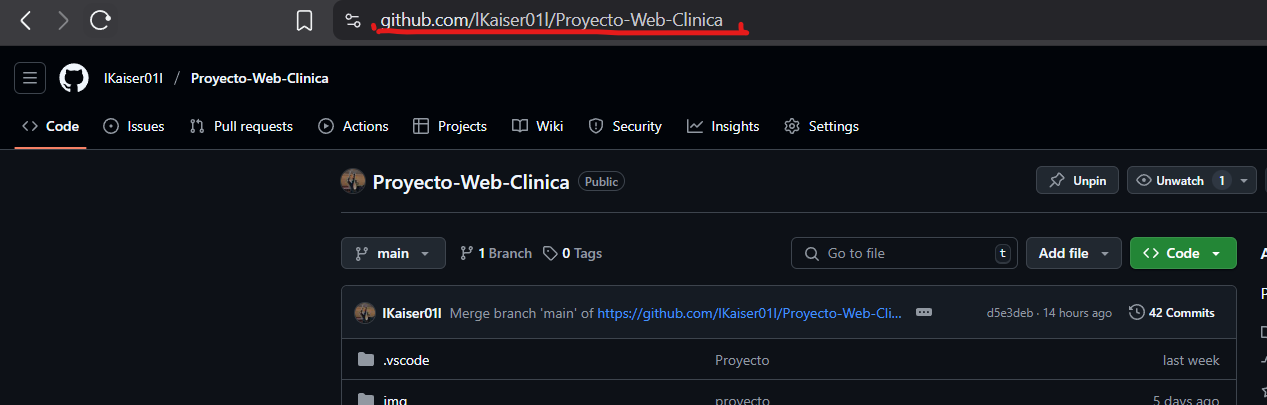 github.com/lKaiser01l/Proyecto-Web-Clinica
lKaiser01l / Proyecto-Web-Clinica
Code Issues Pull requests Actions Projects Wiki Security Insights Settings
Proyecto-Web-Clinica Public Unpin Unwatch 1
main 1 Branch 0 Tags Go to file t Add file Code
lKaiser01l Merge branch 'main' of https://github.com/lKaiser01l/Proyecto-Web-Cli... d5e3deb · 14 hours ago 42 Commits
.vscode Proyecto last week
img proyecto 5 days ago